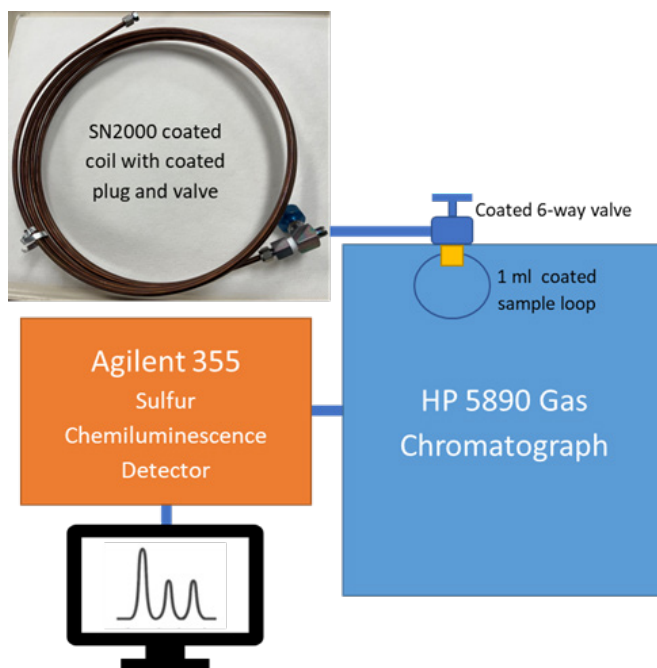 SN2000 coated
coil with coated
plug and valve
Coated 6-way valve
1 ml coated
sample loop
Agilent 355
Sulfur
Chemiluminescence
Detector
HP 5890 Gas
Chromatograph